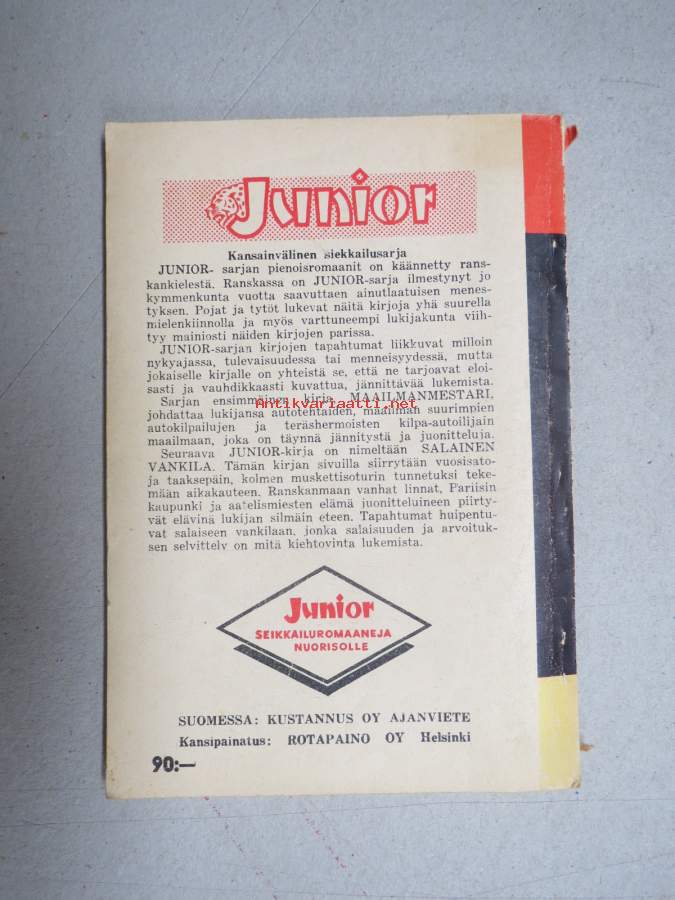 Junior
Kansainvälinen siekkailusarja
JUNIOR- sarjan pienoisromaanit on käännetty rans-
kankielestä. Ranskassa on JUNIOR-sarja ilmestynyt jo
kymmenkunta vuotta saavuttaen ainutlaatuisen menes-
tyksen. Pojat ja tytöt lukevat näitä kirjoja yhä suurella
mielenkiinnolla ja myös varttuneempi lukijakunta viih-
tyy mainiosti näiden kirjojen parissa.
JUNIOR-sarjan kirjojen tapahtumat liikkuvat milloin
nykyajassa, tulevaisuudessa tai menneisyydessä, mutta
jokaiselle kirjalle on yhteistä se, että ne tarjoavat eloi-
sasti ja vauhdikkaasti kuvattua, jännittävää lukemista.
Sarjan ensimmäinen kirja MAAILMANMESTARI,
Antikvariaatti.net
johdattaa lukijansa autotehtaiden, maailman suurimpien
autokilpailujen ja teräshermoisten kilpa-autoilijain
maailmaan, joka on täynnä jännitystä ja juonitteluja.
Seuraava JUNIOR-kirja on nimeltään SALAINEN
VANKILA. Tämän kirjan sivuilla siirrytään vuosisato-
ja taaksepäin, kolmen muskettisoturin tunnetuksi teke-
mään aikakauteen. Ranskanmaan vanhat linnat, Pariisin
kaupunki ja aatelismiesten elämä juonitteluineen piirty-
vät elävinä lukijan silmäin eteen. Tapahtumat huipentu-
vat salaiseen vankilaan, jonka salaisuuden ja arvoituk-
sen selvittely on mitä kiehtovinta lukemista.
Junior
SEIKKAILUROMAANEJA
NUORISOLLE
SUOMESSA: KUSTANNUS OY AJANVIETE
Kansipainatus: ROTAPAINO OY Helsinki
90:—